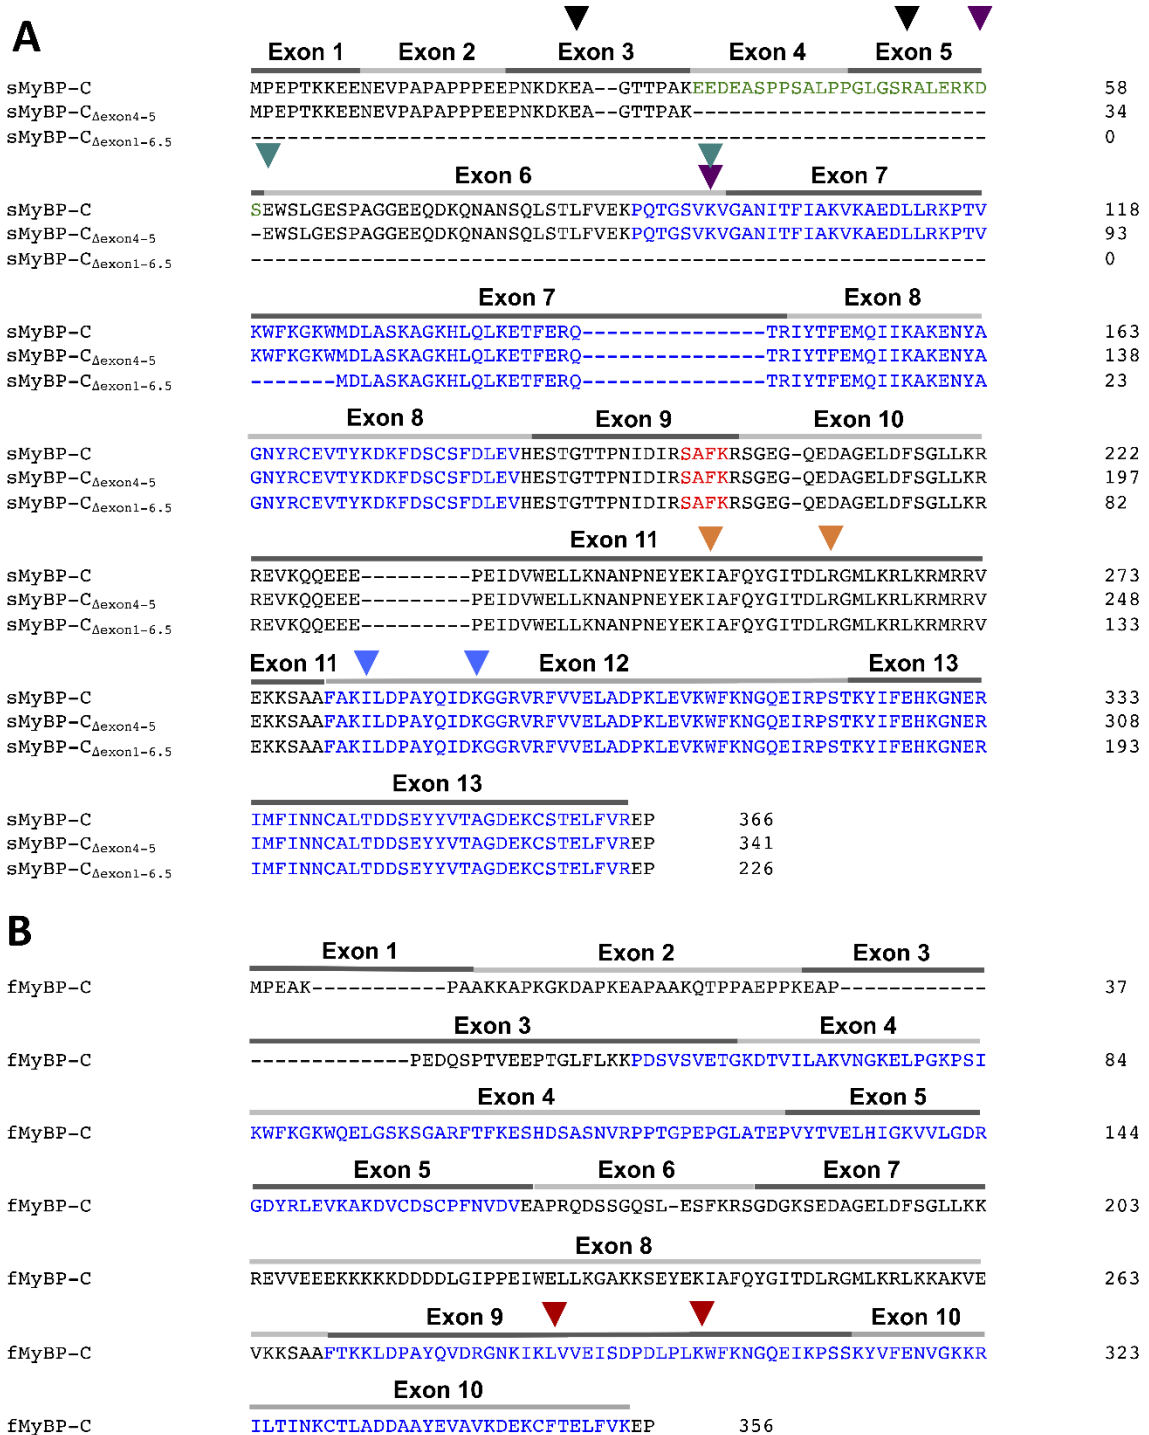 A
Exon 1 Exon 2 Exon 3 Exon 4 Exon 5
sMyBP-C MPEPTKKEENEVPAPAPPPEEPNKDKEA--GTTPAKEEDEASPPSALPPGLGSRALERKD 58
sMyBP-CΔexon4-5 MPEPTKKEENEVPAPAPPPEEPNKDKEA--GTTPAK------------------------ 34
sMyBP-CΔexon1-6.5 ------------------------------------------------------------ 0
Exon 6 Exon 7
sMyBP-C SEWSLGESPAGGEEQDKQNANSQLSTLFVEKPQTGSVKVGANITFIAKVKAEDLLRKPTV 118
sMyBP-CΔexon4-5 -EWSLGESPAGGEEQDKQNANSQLSTLFVEKPQTGSVKVGANITFIAKVKAEDLLRKPTV 93
sMyBP-CΔexon1-6.5 ------------------------------------------------------------ 0
Exon 7 Exon 8
sMyBP-C KWFKGKWMDLASKAGKHLQLKETFERQ---------------TRIYTFEMQIIKAKENYA 163
sMyBP-CΔexon4-5 KWFKGKWMDLASKAGKHLQLKETFERQ---------------TRIYTFEMQIIKAKENYA 138
sMyBP-CΔexon1-6.5 -------MDLASKAGKHLQLKETFERQ---------------TRIYTFEMQIIKAKENYA 23
Exon 8 Exon 9 Exon 10
sMyBP-C GNYRCEVTYKDKFDSCSFDLEVHESTGTTPNIDIRSAFKRSGEG-QEDAGELDFSGLLKR 222
sMyBP-CΔexon4-5 GNYRCEVTYKDKFDSCSFDLEVHESTGTTPNIDIRSAFKRSGEG-QEDAGELDFSGLLKR 197
sMyBP-CΔexon1-6.5 GNYRCEVTYKDKFDSCSFDLEVHESTGTTPNIDIRSAFKRSGEG-QEDAGELDFSGLLKR 82
Exon 11
sMyBP-C REVKQQEEE---------PEIDVWELLKNANPNEYEKIAFQYGITDLRGMLKRLKRMRRV 273
sMyBP-CΔexon4-5 REVKQQEEE---------PEIDVWELLKNANPNEYEKIAFQYGITDLRGMLKRLKRMRRV 248
sMyBP-CΔexon1-6.5 REVKQQEEE---------PEIDVWELLKNANPNEYEKIAFQYGITDLRGMLKRLKRMRRV 133
Exon 11 Exon 12 Exon 13
sMyBP-C EKKSAAFAKILDPAYQIDKGGRVRFVVELADPKLEVKWFKNGQEIRPSTKYIFEHKGNER 333
sMyBP-CΔexon4-5 EKKSAAFAKILDPAYQIDKGGRVRFVVELADPKLEVKWFKNGQEIRPSTKYIFEHKGNER 308
sMyBP-CΔexon1-6.5 EKKSAAFAKILDPAYQIDKGGRVRFVVELADPKLEVKWFKNGQEIRPSTKYIFEHKGNER 193
Exon 13
sMyBP-C IMFINNCALTDDSEYYVTAGDEKCSTELFVREP 366
sMyBP-CΔexon4-5 IMFINNCALTDDSEYYVTAGDEKCSTELFVREP 341
sMyBP-CΔexon1-6.5 IMFINNCALTDDSEYYVTAGDEKCSTELFVREP 226
B
Exon 1 Exon 2 Exon 3
fMyBP-C MPEAK-----------PAAKKAPKGKDAPKEAPAAKQTPPAEPPKEAP------------ 37
Exon 3 Exon 4
fMyBP-C -------------PEDQSPTVEEPTGLFLKKPDSVSVETGKDTVILAKVNGKELPGKPSI 84
Exon 4 Exon 5
fMyBP-C KWFKGKWQELGSKSGARFTFKESHDSASNVRPPTGPEPGLATEPVYTVELHIGKVVLGDR 144
Exon 5 Exon 6 Exon 7
fMyBP-C GDYRLEVKAKDVCDSCPFNVDVEAPRQDSSGQSL-ESFKRSGDGKSEDAGELDFSGLLKK 203
Exon 8
fMyBP-C REVVEEEKKKKKDDDDLGIPPEIWELLKGAKKSEYEKIAFQYGITDLRGMLKRLKKAKVE 263
Exon 9 Exon 10
fMyBP-C VKKSAAFTKKLDPAYQVDRGNKIKLVVEISDPDLPLKWFKNGQEIKPSSKYVFENVGKKR 323
Exon 10
fMyBP-C ILTINKCTLADDAAYEVAVKDEKCFTELFVKEP 356